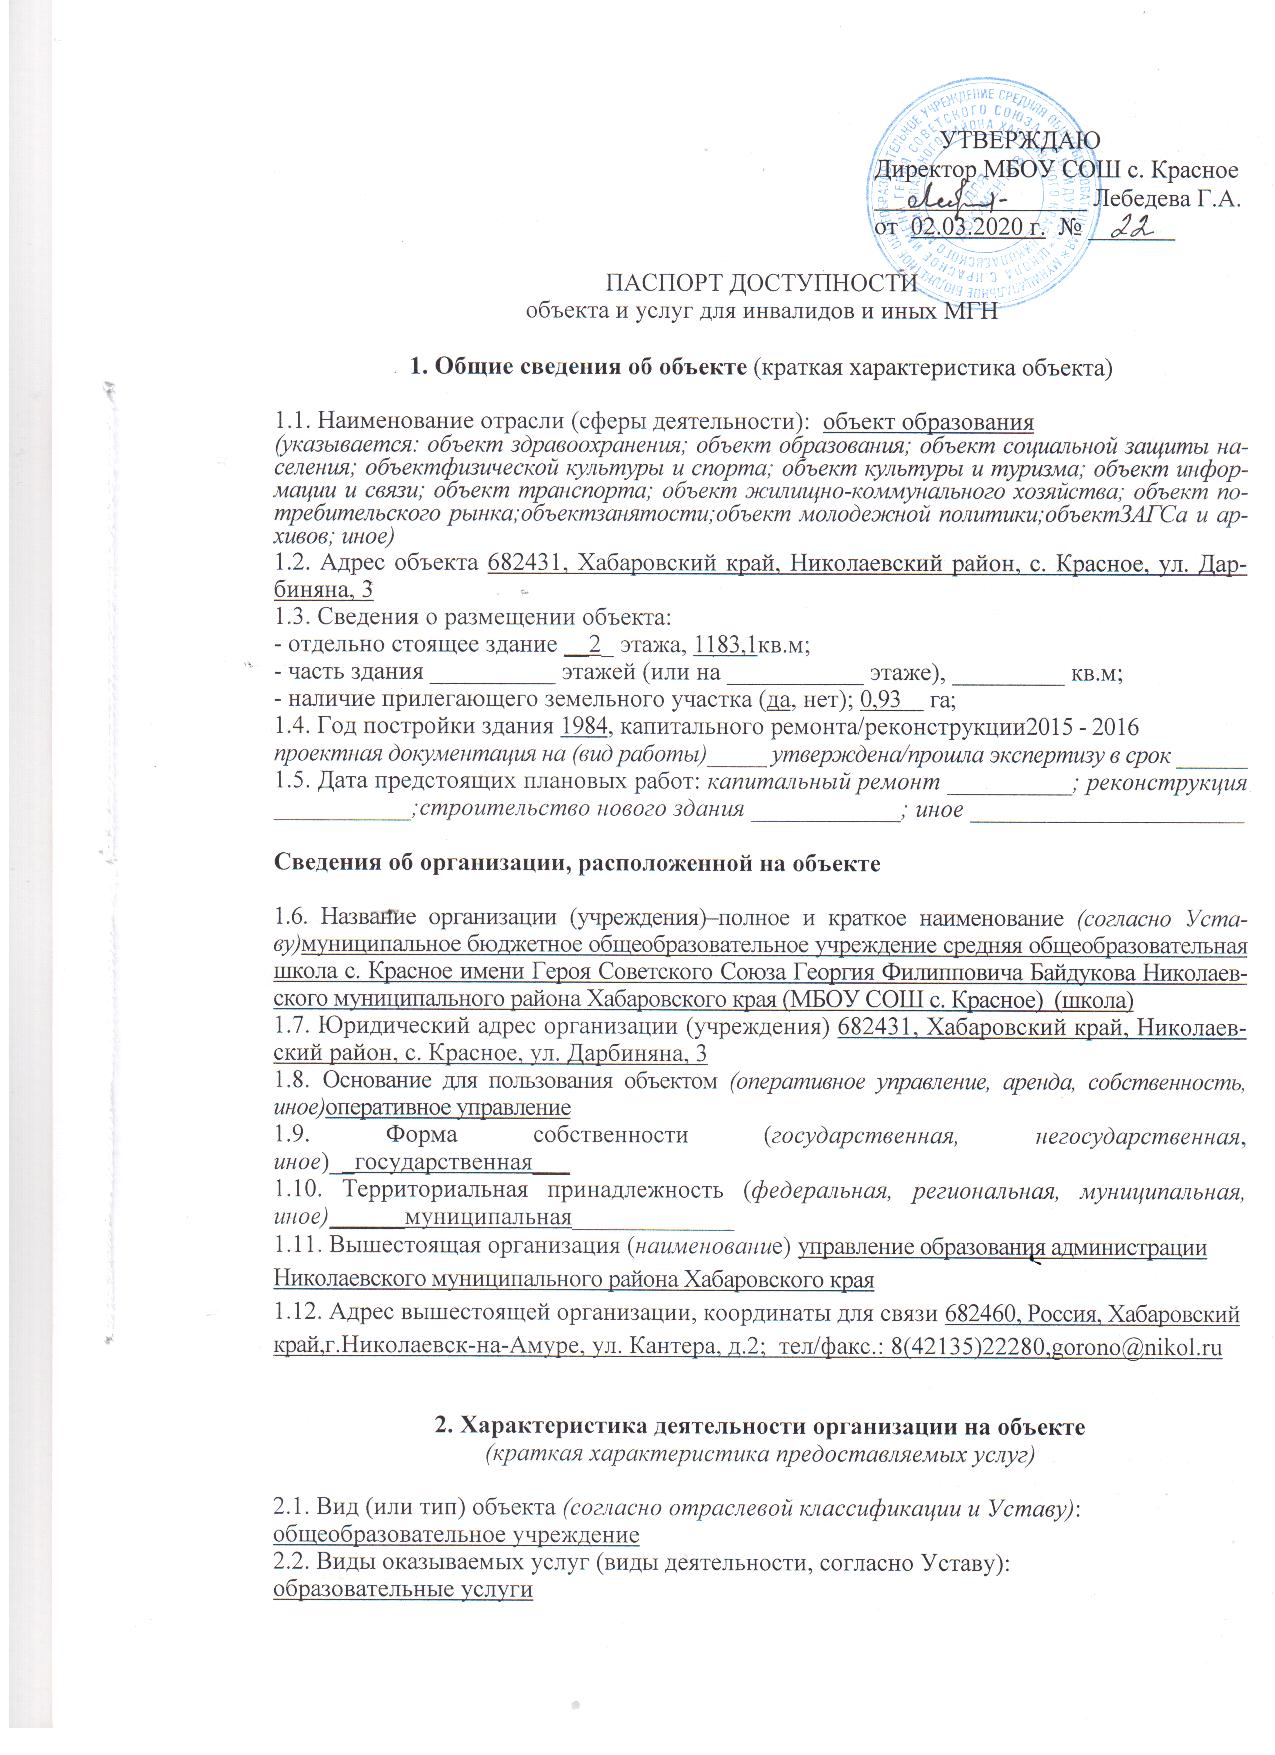 УТВЕРЖДАЮ
Директор МБОУ СОШ с. Красное
________________ Лебедева Г.А.
от 02.03.2020 г. № 22
ПАСПОРТ ДОСТУПНОСТИ
объекта и услуг для инвалидов и иных МГН
1. Общие сведения об объекте (краткая характеристика объекта)
1.1. Наименование отрасли (сферы деятельности): объект образования
(указывается: объект здравоохранения; объект образования; объект социальной защиты на-
селения; объектфизической культуры и спорта; объект культуры и туризма; объект инфор-
мации и связи; объект транспорта; объект жилищно-коммунального хозяйства; объект по-
требительского рынка;объектзанятости;объект молодежной политики;объектЗАГСа и ар-
хивов; иное)
1.2. Адрес объекта 682431, Хабаровский край, Николаевский район, с. Красное, ул. Дар-
биняна, 3
1.3. Сведения о размещении объекта:
- отдельно стоящее здание __2_ этажа, 1183,1кв.м;
- часть здания __________ этажей (или на ___________ этаже), _________ кв.м;
- наличие прилегающего земельного участка (да, нет); 0,93__ га;
1.4. Год постройки здания 1984, капитального ремонта/реконструкции2015 - 2016
проектная документация на (вид работы)_____утверждена/прошла экспертизу в срок ______
1.5. Дата предстоящих плановых работ: капитальный ремонт __________; реконструкция
___________;строительство нового здания ____________; иное ______________________
Сведения об организации, расположенной на объекте
1.6. Название организации (учреждения)–полное и краткое наименование (согласно Уста-
ву)муниципальное бюджетное общеобразовательное учреждение средняя общеобразовательная
школа с. Красное имени Героя Советского Союза Георгия Филипповича Байдукова Николаев-
ского муниципального района Хабаровского края (МБОУ СОШ с. Красное) (школа)
1.7. Юридический адрес организации (учреждения) 682431, Хабаровский край, Николаев-
ский район, с. Красное, ул. Дарбиняна, 3
1.8. Основание для пользования объектом (оперативное управление, аренда, собственность,
иное)оперативное управление
1.9. Форма собственности (государственная, негосударственная,
иное)__государственная___
1.10. Территориальная принадлежность (федеральная, региональная, муниципальная,
иное)______муниципальная_____________
1.11. Вышестоящая организация (наименование) управление образования администрации
Николаевского муниципального района Хабаровского края
1.12. Адрес вышестоящей организации, координаты для связи 682460, Россия, Хабаровский
край,г.Николаевск-на-Амуре, ул. Кантера, д.2; тел/факс.: 8(42135)22280,gorono@nikol.ru
2. Характеристика деятельности организации на объекте
(краткая характеристика предоставляемых услуг)
2.1. Вид (или тип) объекта (согласно отраслевой классификации и Уставу):
общеобразовательное учреждение
2.2. Виды оказываемых услуг (виды деятельности, согласно Уставу):
образовательные услуги